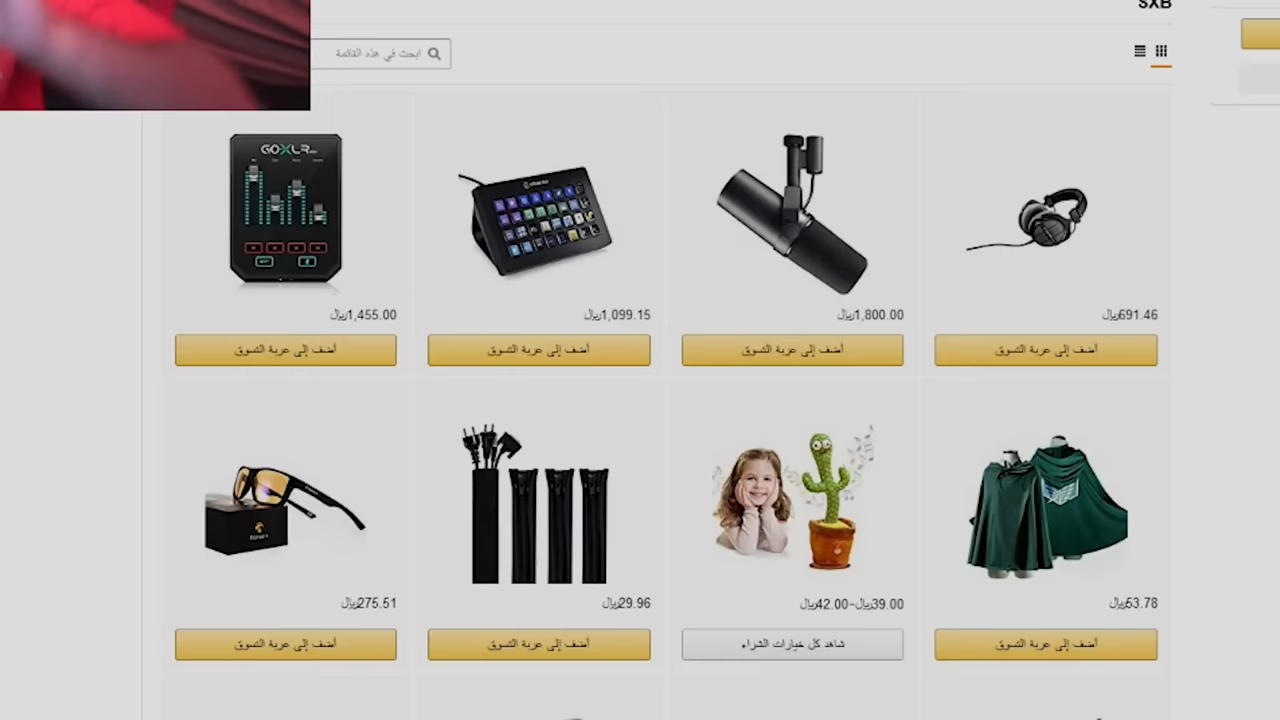 SXB
ابحث في هذه القائمة
GOXLR
691.46ريال
1,800.00ريال
1,099.15ريال
1,455.00ريال
أضف إلى عربة التسوق
أضف إلى عربة التسوق
أضف إلى عربة التسوق
أضف إلى عربة التسوق
53.78ريال
39.00ريال-42.00ريال
29.96ريال
275.51ريال
أضف إلى عربة التسوق
شاهد كل خيارات الشراء
أضف إلى عربة التسوق
أضف إلى عربة التسوق